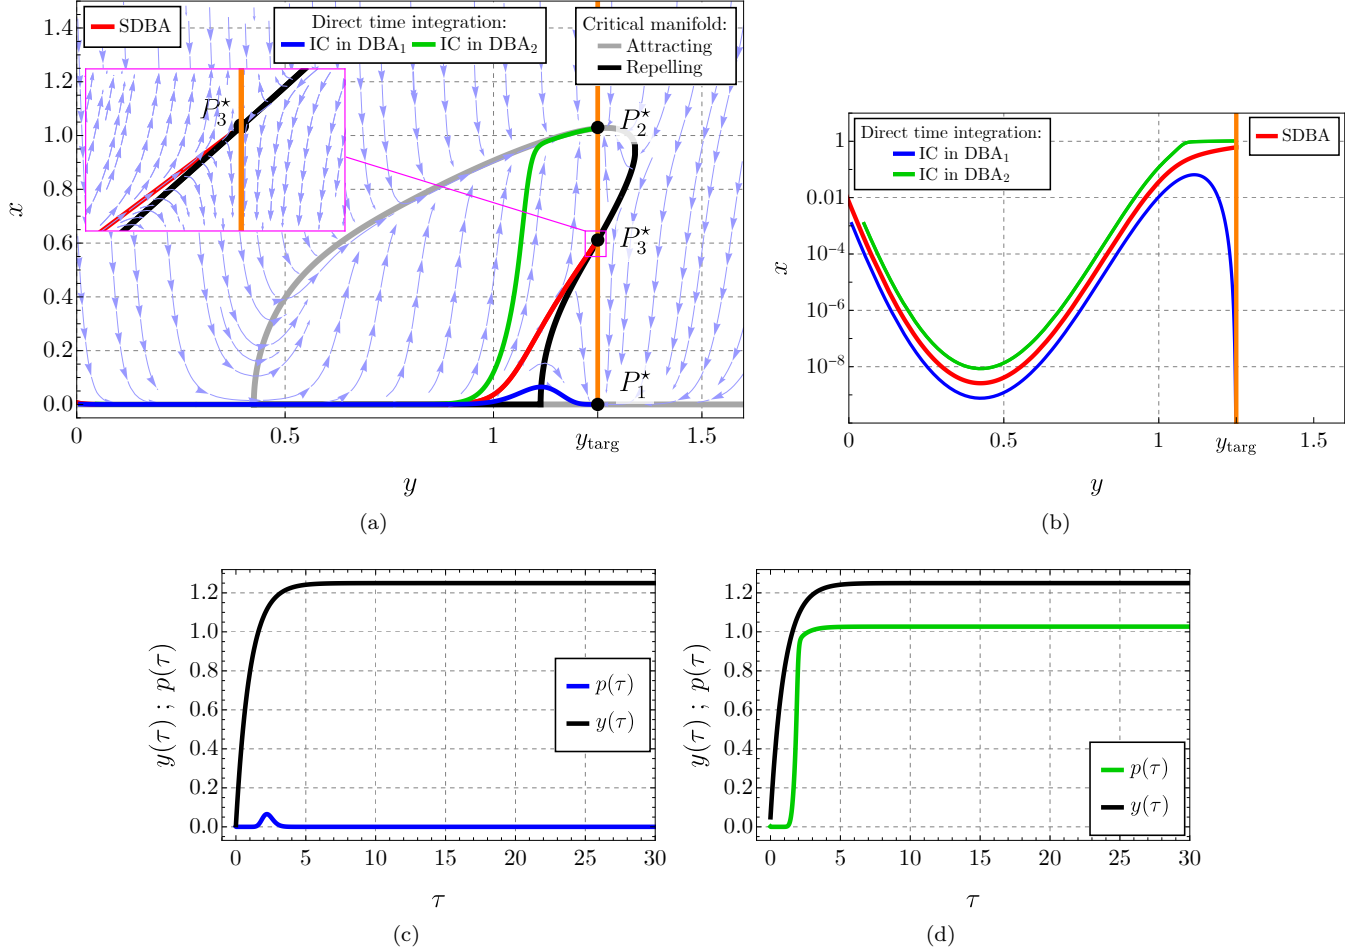 SDBA
Direct time integration:
IC in DBA₁ IC in DBA₂
Critical manifold:
Attracting
Repelling
1.4
1.2
1.0
0.8
0.6
0.4
0.2
0.0
x
P₃⋆
P₂⋆
P₃⋆
P₁⋆
0 0.5 1 y_targ 1.5
y
(a)
Direct time integration:
IC in DBA₁
IC in DBA₂
SDBA
1
0.01
10⁻⁴
10⁻⁶
10⁻⁸
x
0 0.5 1 y_targ 1.5
y
(b)
1.2
1.0
0.8
0.6
0.4
0.2
0.0
y(τ) ; p(τ)
p(τ)
y(τ)
0 5 10 15 20 25 30
τ
(c)
1.2
1.0
0.8
0.6
0.4
0.2
0.0
y(τ) ; p(τ)
p(τ)
y(τ)
0 5 10 15 20 25 30
τ
(d)